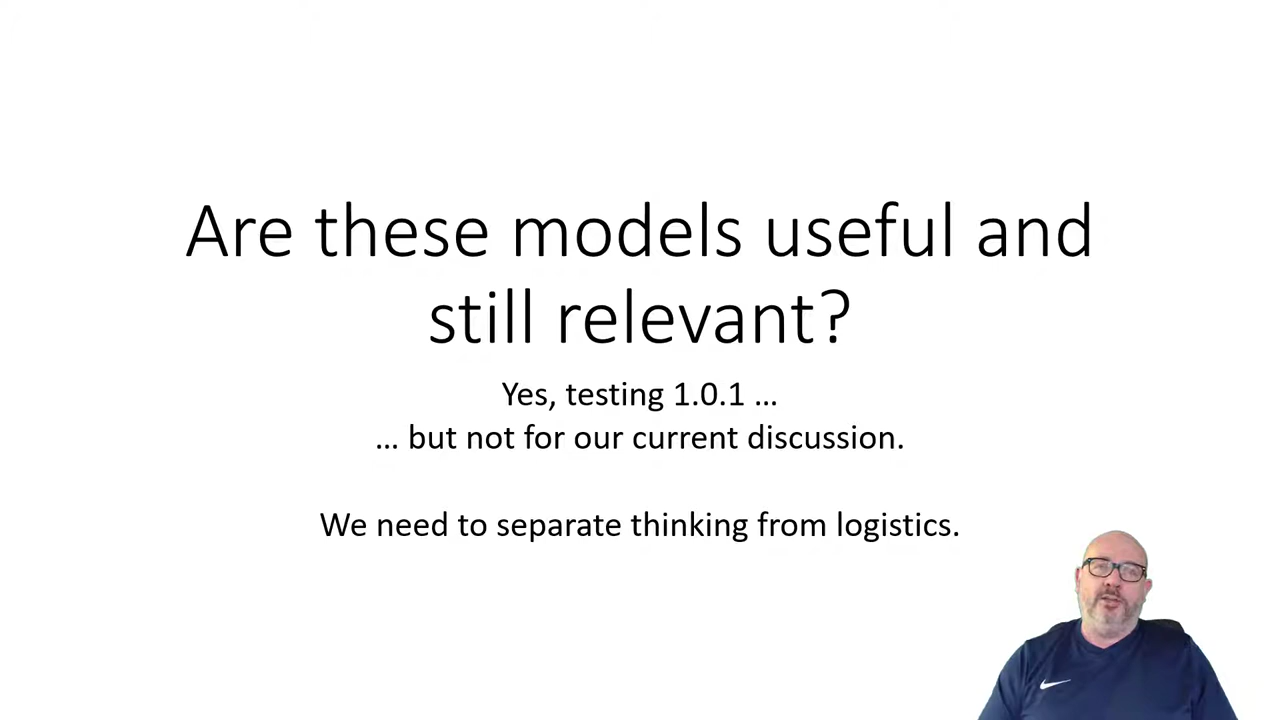 Are these models useful and
still relevant?
Yes, testing 1.0.1 …
… but not for our current discussion.
We need to separate thinking from logistics.